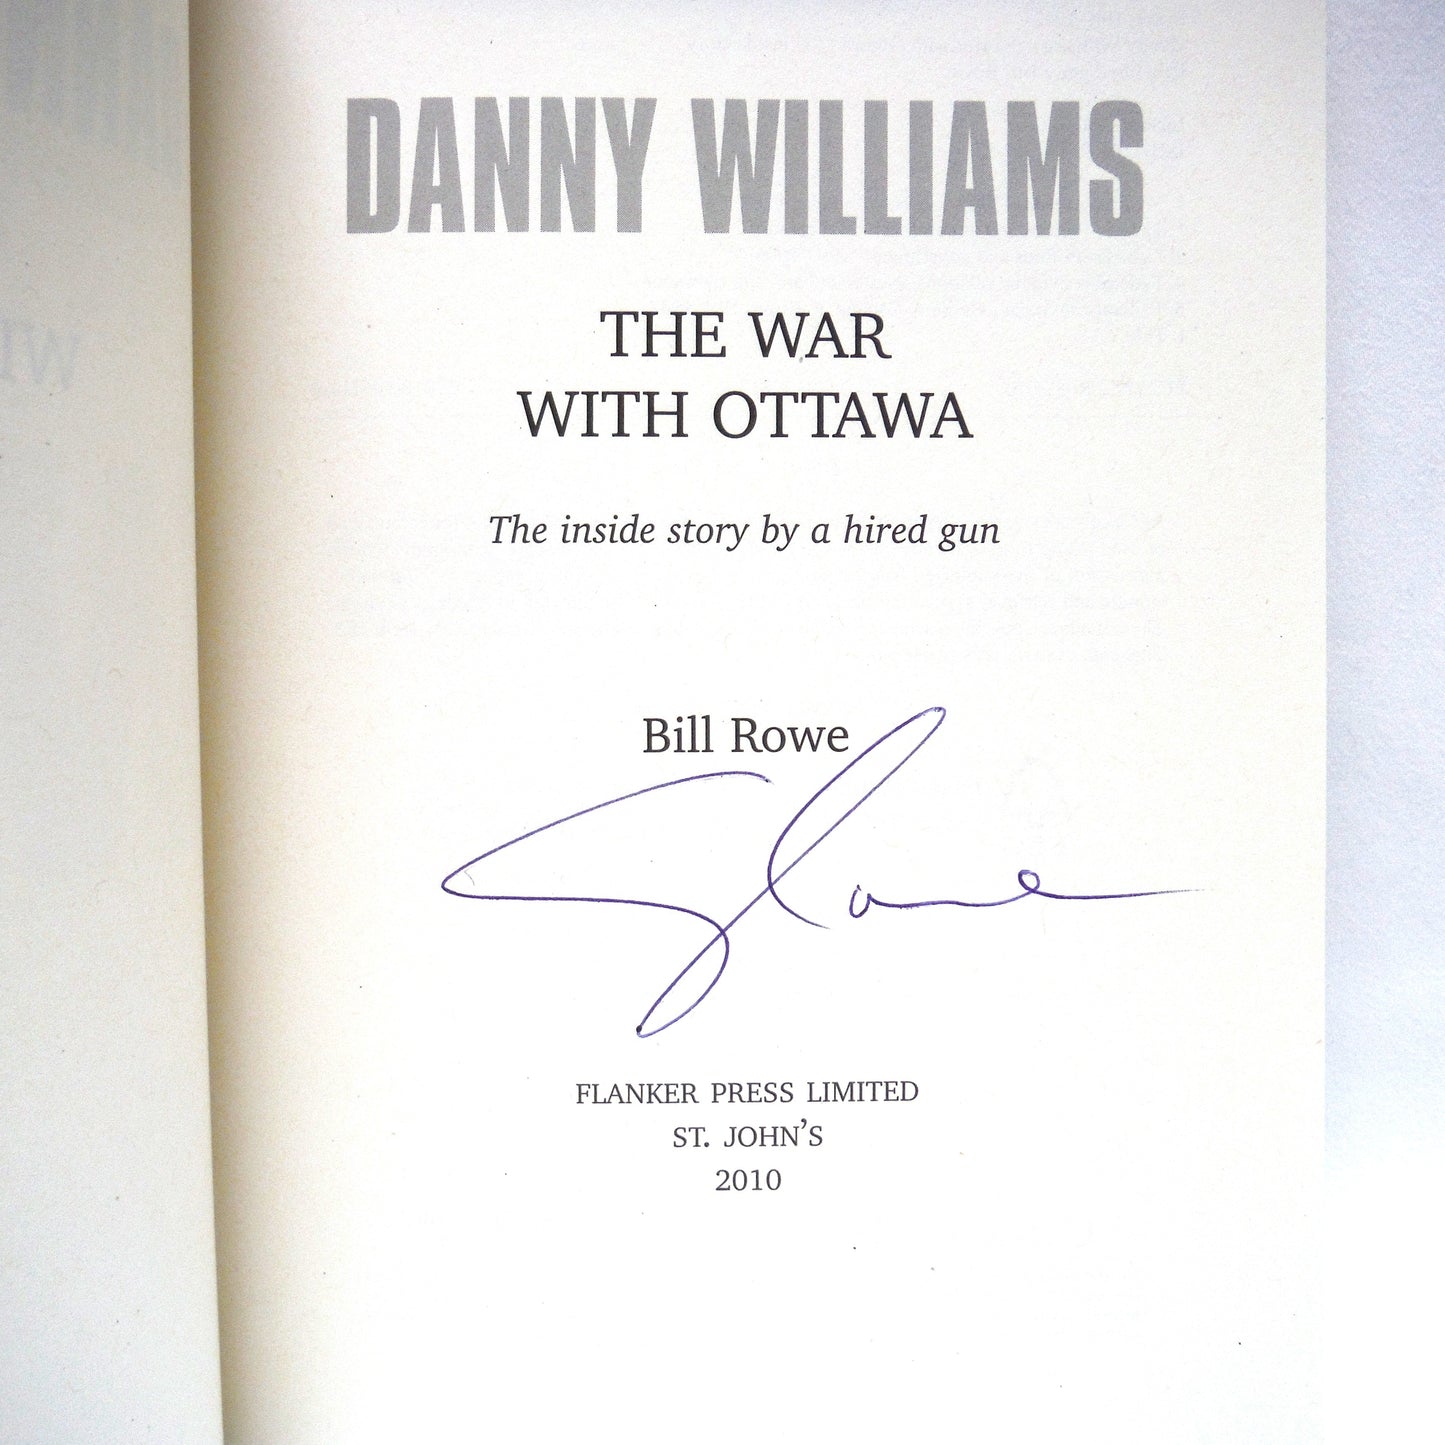 DANNY WILLIAMS
THE WAR
WITH OTTAWA
The inside story by a hired gun
Bill Rowe
FLANKER PRESS LIMITED
ST. JOHN'S
2010